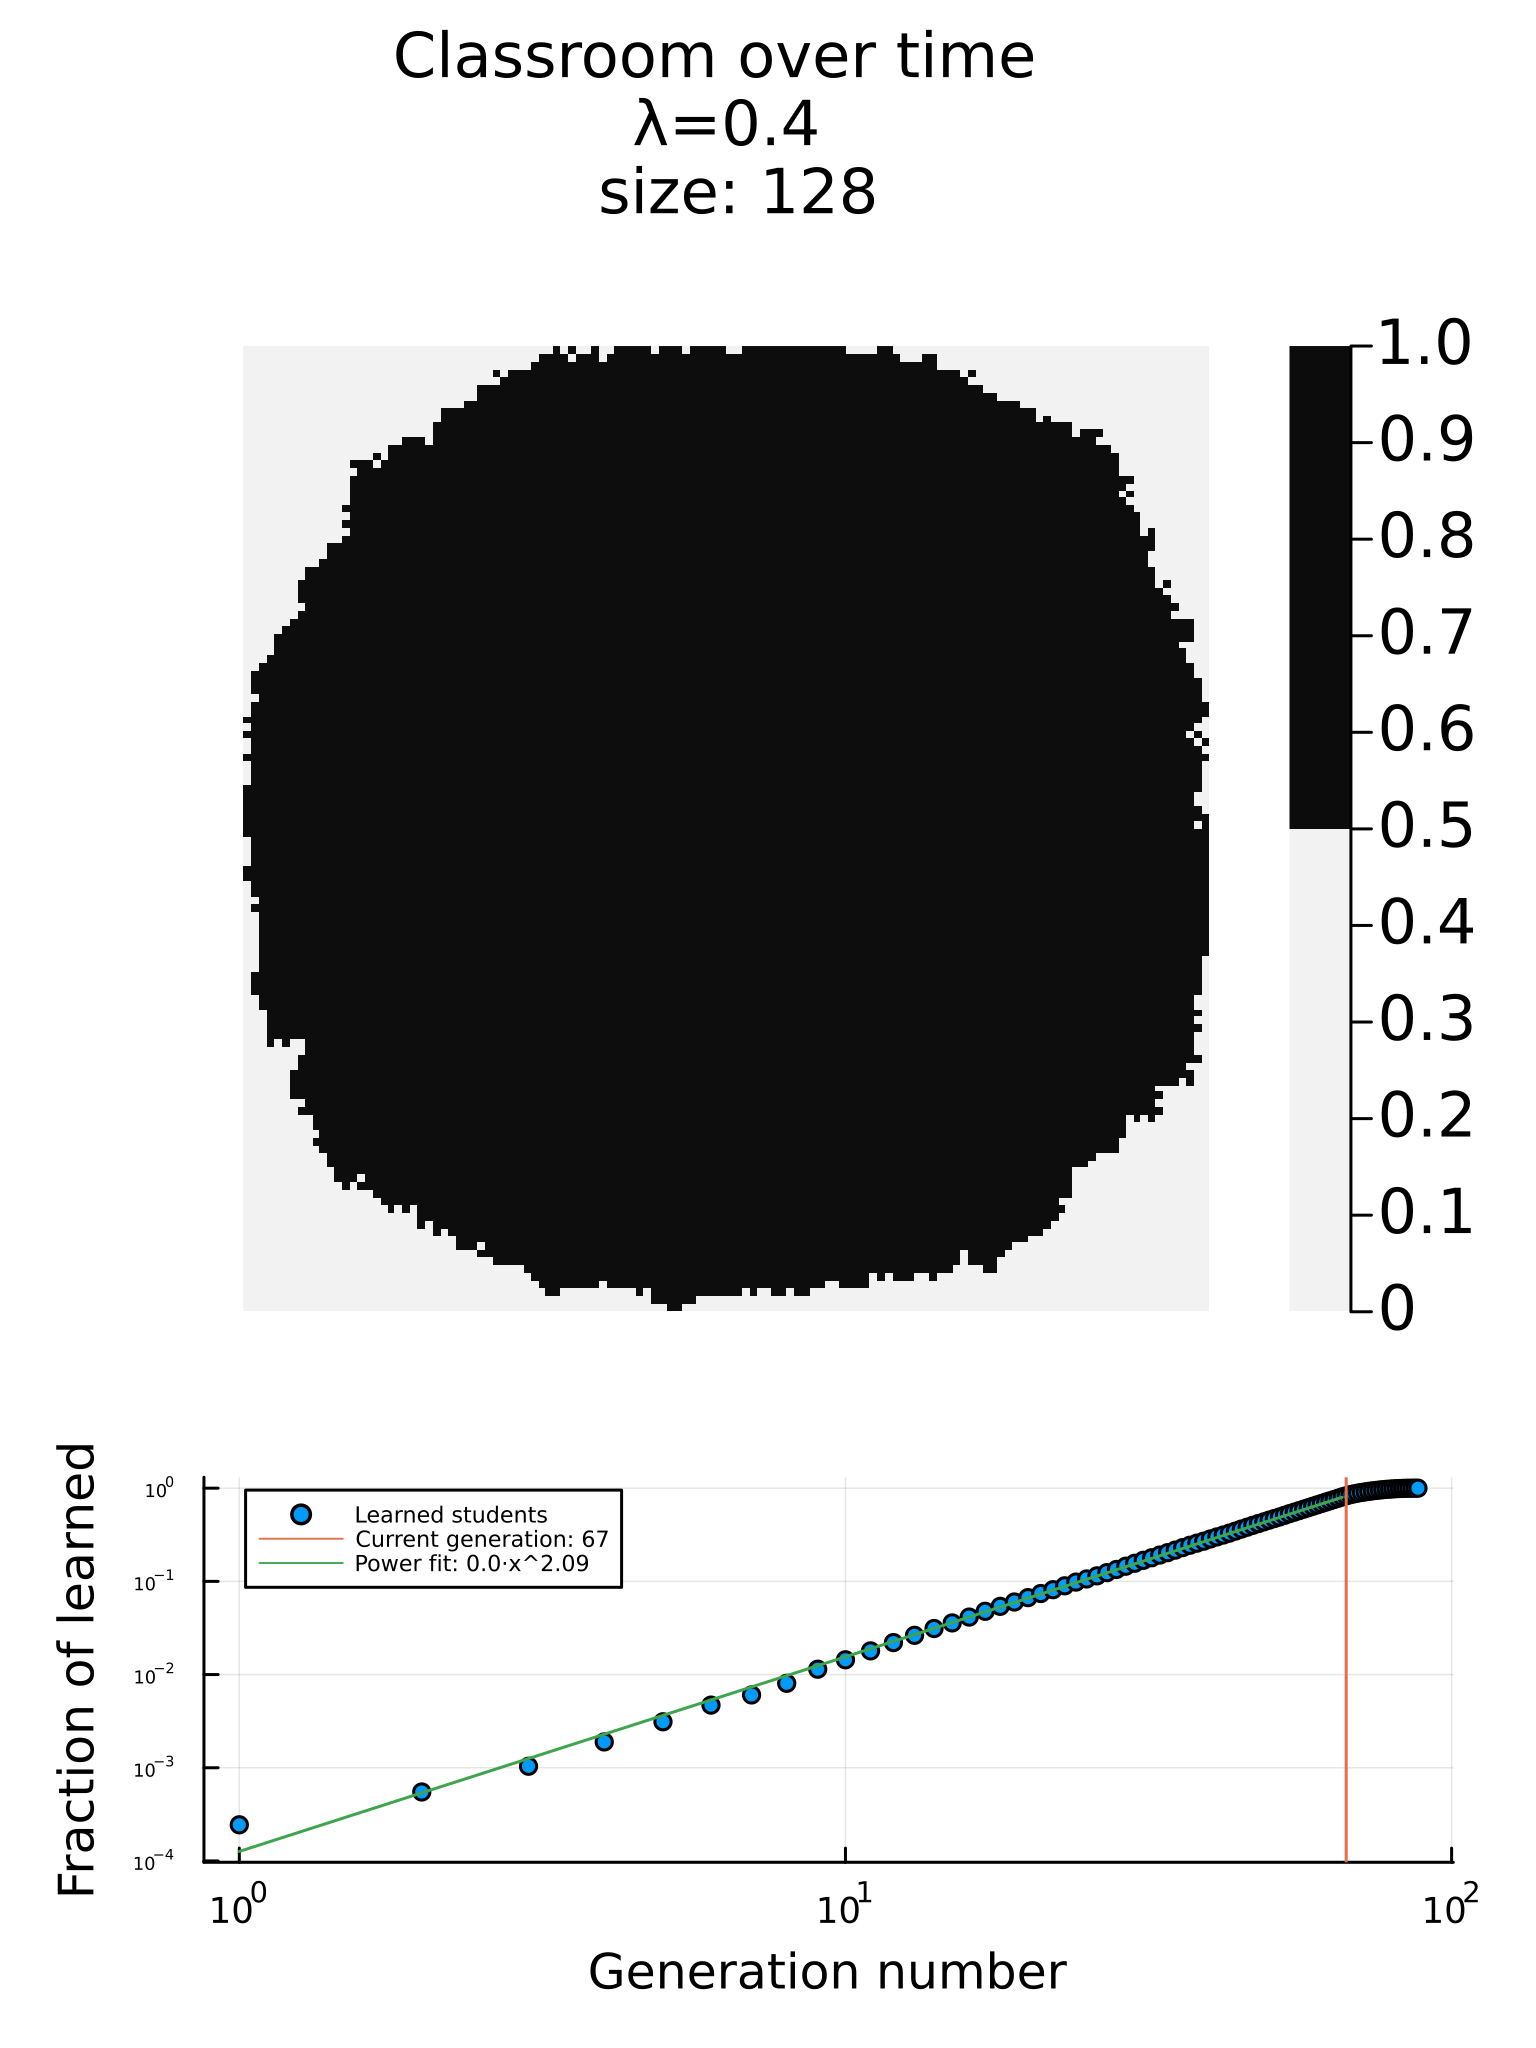 Classroom over time
λ=0.4
size: 128
1.0
0.9
0.8
0.7
0.6
0.5
0.4
0.3
0.2
0.1
0
Fraction of learned
10^0
10^-1
10^-2
10^-3
10^-4
Learned students
Current generation: 67
Power fit: 0.0·x^2.09
10^0 10^1 10^2
Generation number